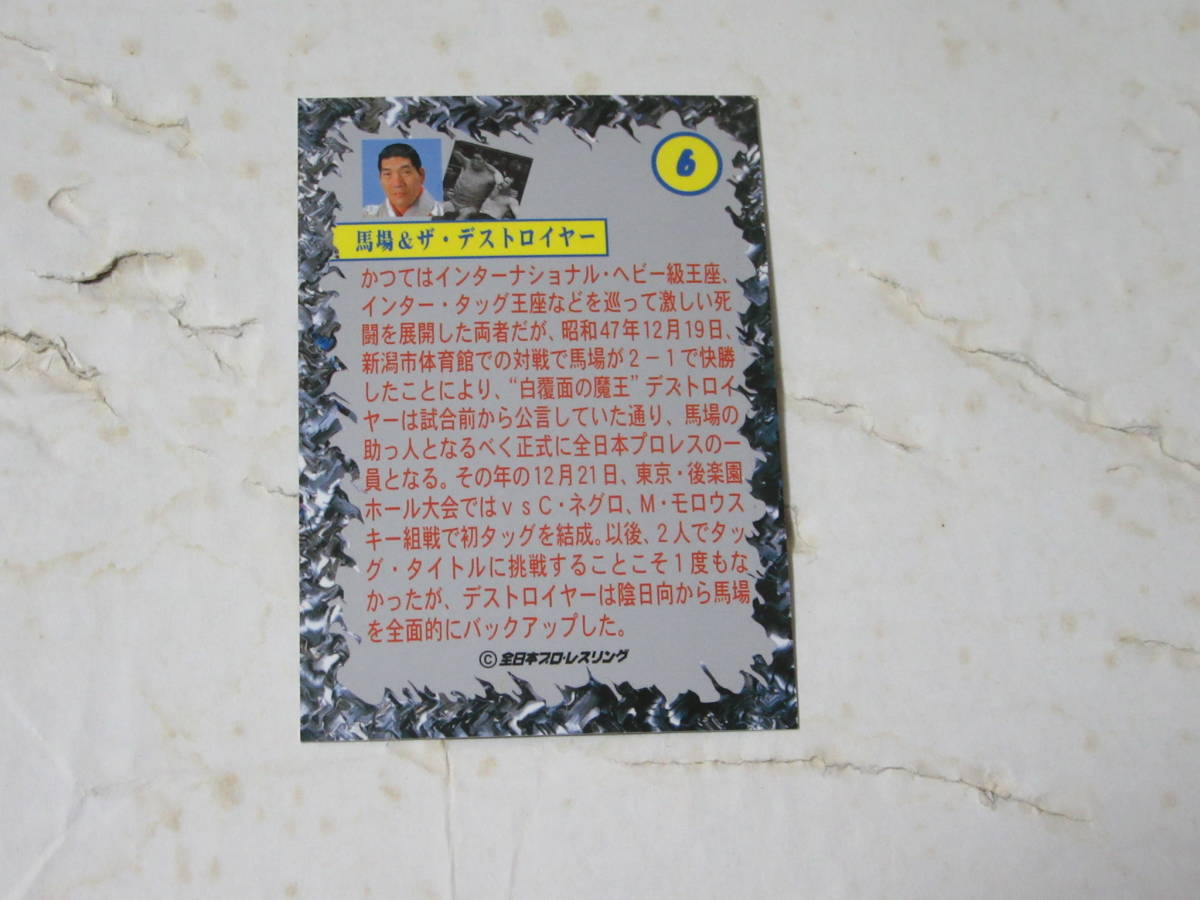 6
馬場＆ザ・デストロイヤー
かつてはインターナショナル・ヘビー級王座、
インター・タッグ王座などを巡って激しい死
闘を展開した両者だが、昭和47年12月19日、
新潟市体育館での対戦で馬場が2－1で快勝
したことにより、“白覆面の魔王”デストロイ
ヤーは試合前から公言していた通り、馬場の
助っ人となるべく正式に全日本プロレスの一
員となる。その年の12月21日、東京・後楽園
ホール大会ではvsC・ネグロ、M・モロウス
キー組戦で初タッグを結成。以後、2人でタッ
グ・タイトルに挑戦することこそ1度もな
かったが、デストロイヤーは陰日向から馬場
を全面的にバックアップした。
©全日本プロ・レスリング